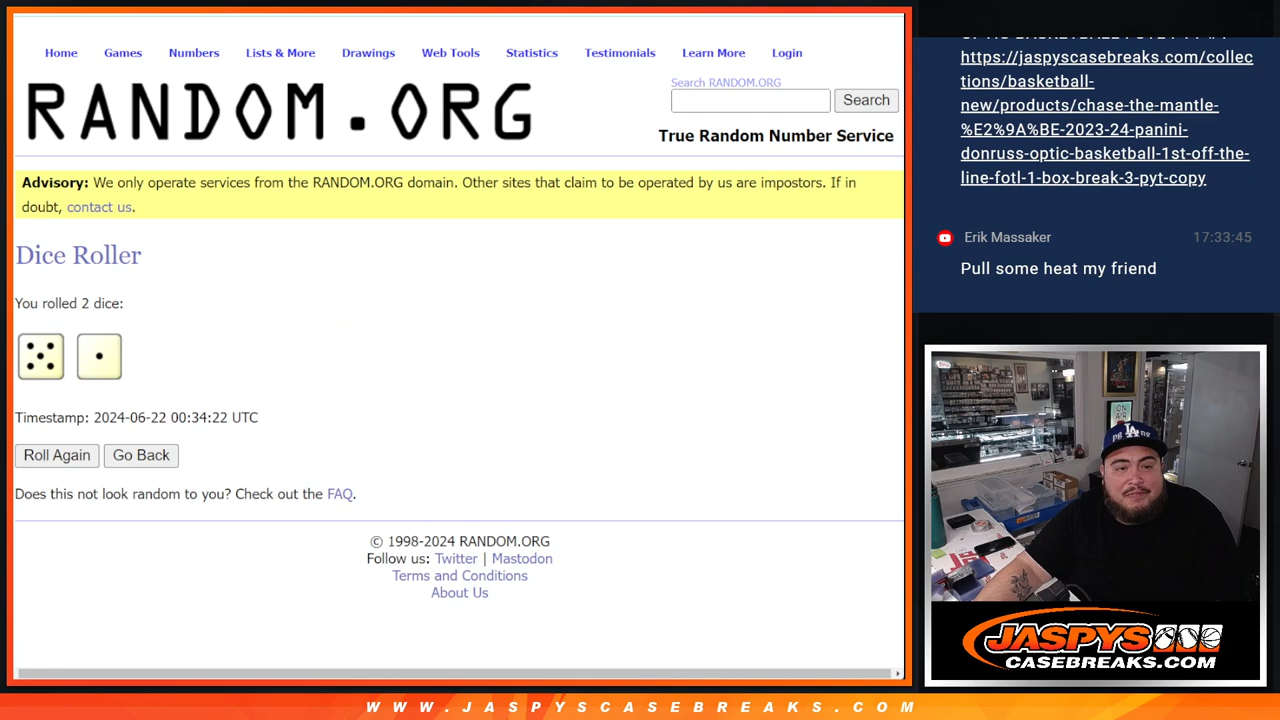 Home Games Numbers Lists & More Drawings Web Tools Statistics Testimonials Learn More Login
RANDOM.ORG
Search RANDOM.ORG
Search
True Random Number Service
Advisory: We only operate services from the RANDOM.ORG domain. Other sites that claim to be operated by us are impostors. If in
doubt, contact us.
Dice Roller
You rolled 2 dice:
Timestamp: 2024-06-22 00:34:22 UTC
Roll Again Go Back
Does this not look random to you? Check out the FAQ.
© 1998-2024 RANDOM.ORG
Follow us: Twitter | Mastodon
Terms and Conditions
About Us
https://jaspyscasebreaks.com/collec
tions/basketball-
new/products/chase-the-mantle-
%E2%9A%BE-2023-24-panini-
donruss-optic-basketball-1st-off-the-
line-fotl-1-box-break-3-pyt-copy
Erik Massaker 17:33:45
Pull some heat my friend
ON
AIR
LA
JASPYS
CASEBREAKS.COM
WWW.JASPYSCASEBREAKS.COM